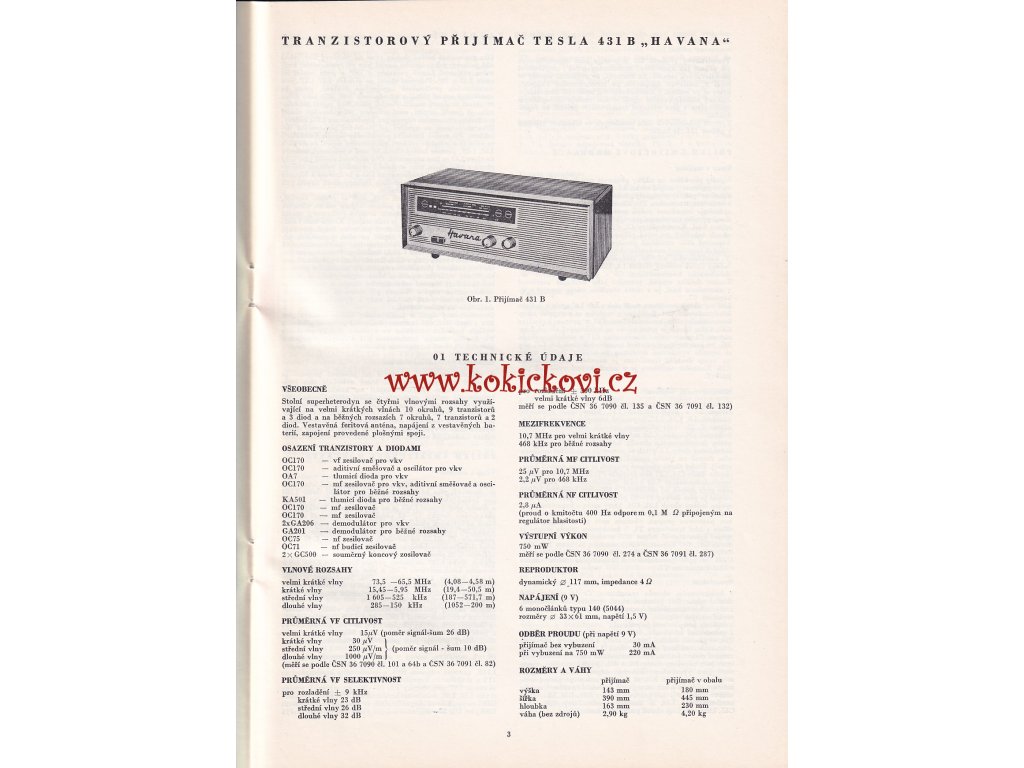 TRANZISTOROVÝ PŘIJÍMAČ TESLA 431 B „HAVANA“
Havana
Obr. 1. Přijímač 431 B
01 TECHNICKÉ ÚDAJE
www.kokickovi.cz
VŠEOBECNĚ
Stolní superheterodyn se čtyřmi vlnovými rozsahy využí-
vající na velmi krátkých vlnách 10 okruhů, 9 tranzistorů
a 3 diod a na běžných rozsazích 7 okruhů, 7 tranzistorů a 2
diod. Vestavěná feritová anténa, napájení z vestavěných ba-
terií, zapojení provedené plošnými spoji.
OSAZENÍ TRANZISTORY A DIODAMI
OC170 — vf zesilovač pro vkv
OC170 — aditivní směšovač a oscilátor pro vkv
OA7 — tlumicí dioda pro vkv
OC170 — mf zesilovač pro vkv, aditivní směšovač a osci-
látor pro běžné rozsahy
KA501 — tlumicí dioda pro běžné rozsahy
OC170 — mf zesilovač
OC170 — mf zesilovač
2xGA206 — demodulátor pro vkv
GA201 — demodulátor pro běžné rozsahy
OC75 — nf zesilovač
OC71 — nf budicí zesilovač
2×GC500 — souměrný koncový zosilovač
VLNOVÉ ROZSAHY
velmi krátké vlny 73,5 —65,5 MHz (4,08—4,58 m)
krátké vlny 15,45—5,95 MHz (19,4—50,5 m)
střední vlny 1 605—525 kHz (187—571,7 m)
dlouhé vlny 285—150 kHz (1052—200 m)
PRŮMĚRNÁ VF CITLIVOST
velmi krátké vlny 15μV (poměr signál-šum 26 dB)
krátké vlny 30 μV
střední vlny 250 μV/m } (poměr signál - šum 10 dB)
dlouhé vlny 1000 μV/m
(měří se podle ČSN 36 7090 čl. 101 a 64b a ČSN 36 7091 čl. 82)
PRŮMĚRNÁ VF SELEKTIVNOST
pro rozladění ± 9 kHz
krátké vlny 23 dB
střední vlny 26 dB
dlouhé vlny 32 dB
pro rozladění ± kHz
velmi krátké vlny 6dB
měří se podle ČSN 36 7090 čl. 135 a ČSN 36 7091 čl. 132)
MEZIFREKVENCE
10,7 MHz pro velmi krátké vlny
468 kHz pro běžné rozsahy
PRŮMĚRNÁ MF CITLIVOST
25 μV pro 10,7 MHz
2,2 μV pro 468 kHz
PRŮMĚRNÁ NF CITLIVOST
2,8 μA
(proud o kmitočtu 400 Hz odporem 0,1 M Ω připojeným na
regulátor hlasitosti)
VÝSTUPNÍ VÝKON
750 mW
měří se podle ČSN 36 7090 čl. 274 a ČSN 36 7091 čl. 287)
REPRODUKTOR
dynamický ∅ 117 mm, impedance 4 Ω
NAPÁJENÍ (9 V)
6 monočlánků typu 140 (5044)
rozměry ∅ 33×61 mm, napětí 1,5 V)
ODBĚR PROUDU (při napětí 9 V)
přijímač bez vybuzení 30 mA
při vybuzení na 750 mW 220 mA
ROZMĚRY A VÁHY
přijímač přijímač v obalu
výška 143 mm 180 mm
šířka 390 mm 445 mm
hloubka 163 mm 230 mm
váha (bez zdrojů) 2,90 kg 4,20 kg
3